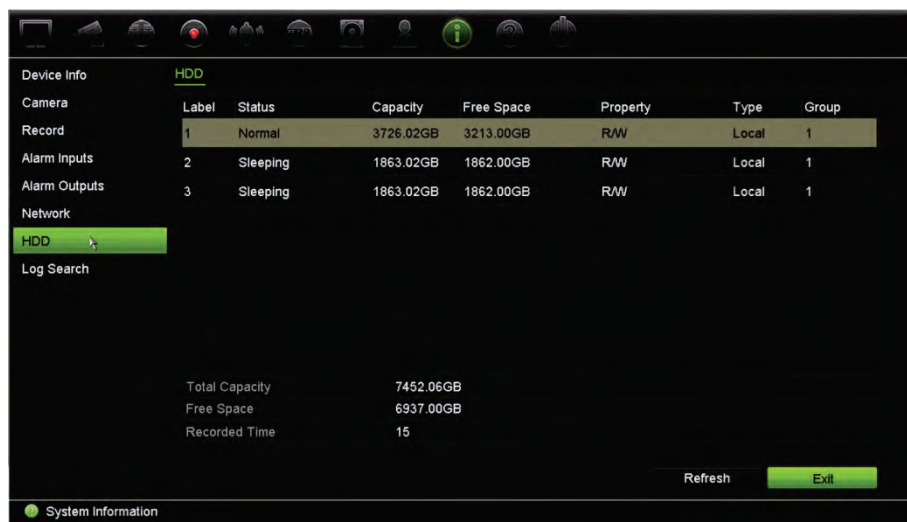 Device Info
HDD
Camera
Label Status Capacity Free Space Property Type Group
Record
1 Normal 3726.02GB 3213.00GB R/W Local 1
Alarm Inputs
2 Sleeping 1863.02GB 1862.00GB R/W Local 1
Alarm Outputs
3 Sleeping 1863.02GB 1862.00GB R/W Local 1
Network
HDD
Log Search
Total Capacity 7452.06GB
Free Space 6937.00GB
Recorded Time 15
Refresh Exit
System Information